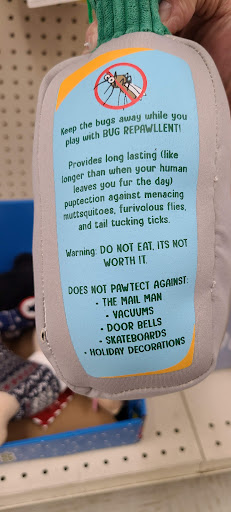 Keep the bugs away while you
play with BUG REPAWLLENT!
Provides long lasting (like
longer than when your human
leaves you fur the day)
puptection against menacing
muttsquitoes, furivolous flies,
and tail tucking ticks.
Warning: DO NOT EAT, ITS NOT
WORTH IT.
DOES NOT PAWTECT AGAINST:
• THE MAIL MAN
• VACUUMS
• DOOR BELLS
• SKATEBOARDS
• HOLIDAY DECORATIONS